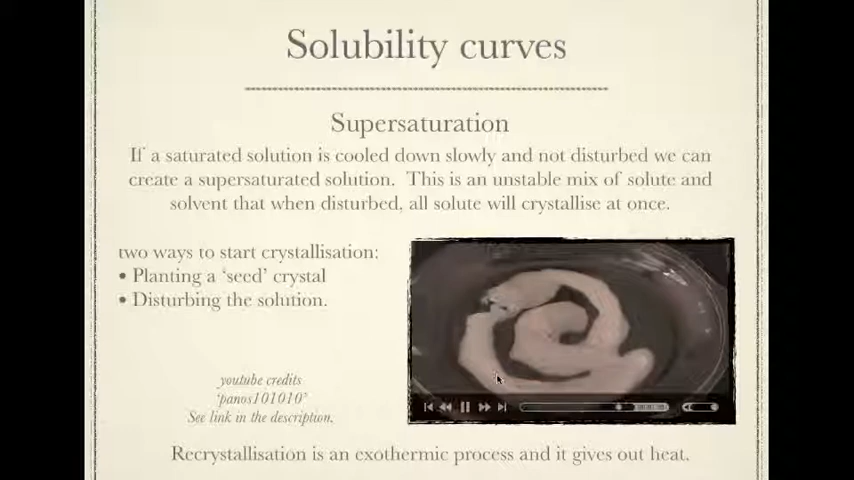 Solubility curves
Supersaturation
If a saturated solution is cooled down slowly and not disturbed we can
create a supersaturated solution. This is an unstable mix of solute and
solvent that when disturbed, all solute will crystallise at once.
two ways to start crystallisation:
• Planting a ‘seed’ crystal
• Disturbing the solution.
youtube credits
‘panos101010’
See link in the description.
Recrystallisation is an exothermic process and it gives out heat.